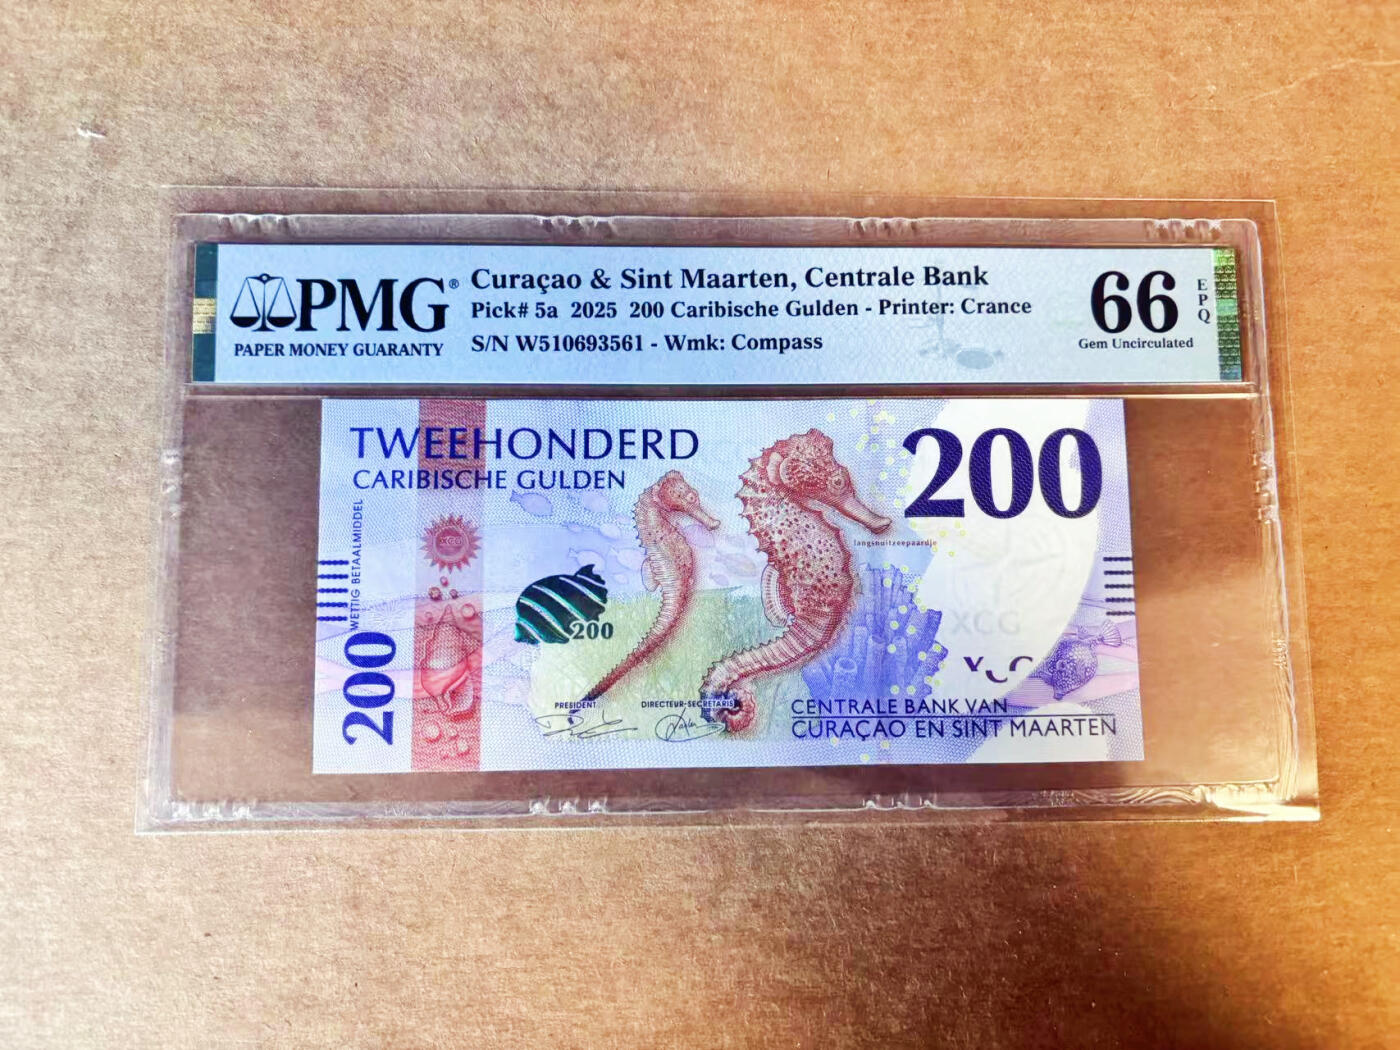 PMG®
PAPER MONEY GUARANTY
Curaçao & Sint Maarten, Centrale Bank
Pick# 5a 2025 200 Caribische Gulden - Printer: Crance
S/N W510693561 - Wmk: Compass
66
EPQ
Gem Uncirculated
TWEEHONDERD
CARIBISCHE GULDEN
200
WETTIG BETAALMIDDEL
XCG
langsnuitzeepaardje
200
XCG
200
PRESIDENT
DIRECTEUR-SECRETARIS
CENTRALE BANK VAN
CURAÇAO EN SINT MAARTEN